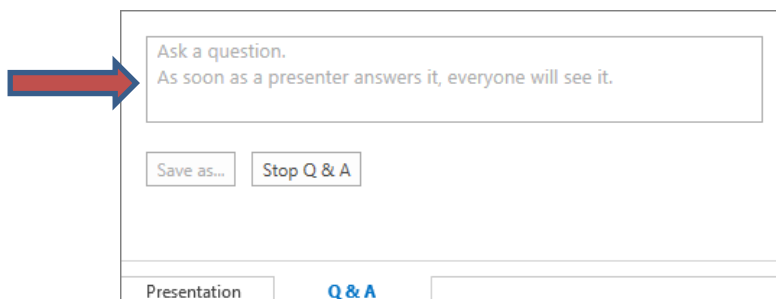 Ask a question.
As soon as a presenter answers it, everyone will see it.
Save as... Stop Q & A
Presentation Q & A